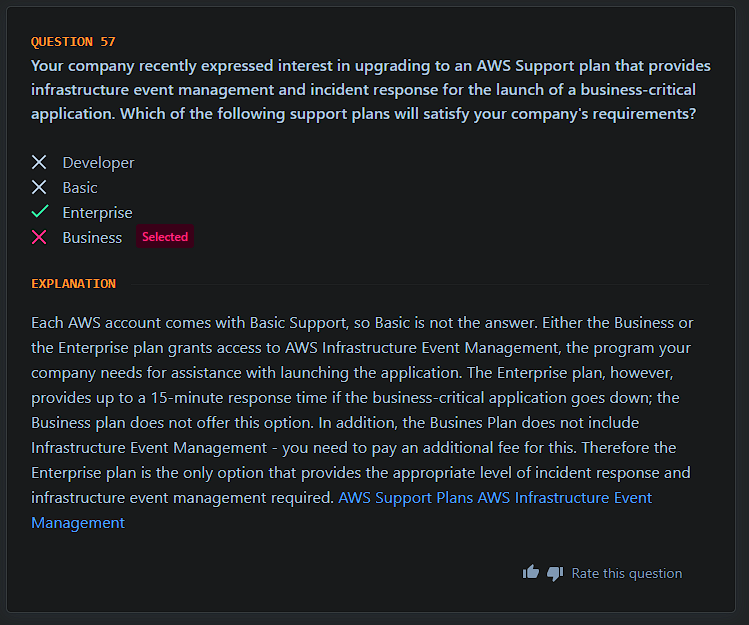 QUESTION 57
Your company recently expressed interest in upgrading to an AWS Support plan that provides
infrastructure event management and incident response for the launch of a business-critical
application. Which of the following support plans will satisfy your company's requirements?
Developer
Basic
Enterprise
Business Selected
EXPLANATION
Each AWS account comes with Basic Support, so Basic is not the answer. Either the Business or
the Enterprise plan grants access to AWS Infrastructure Event Management, the program your
company needs for assistance with launching the application. The Enterprise plan, however,
provides up to a 15-minute response time if the business-critical application goes down; the
Business plan does not offer this option. In addition, the Busines Plan does not include
Infrastructure Event Management - you need to pay an additional fee for this. Therefore the
Enterprise plan is the only option that provides the appropriate level of incident response and
infrastructure event management required. AWS Support Plans AWS Infrastructure Event
Management
Rate this question